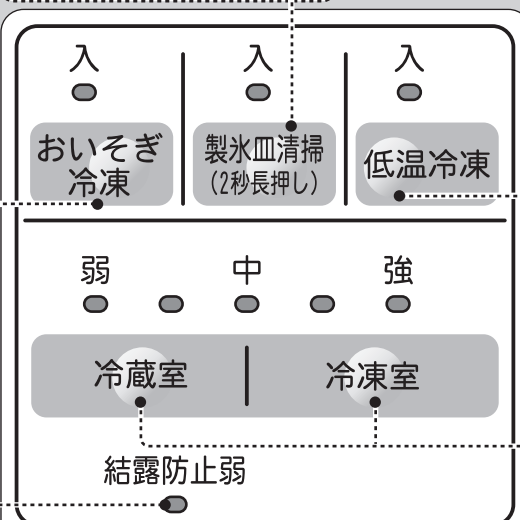 入 入 入
おいそぎ
冷凍
製氷皿清掃
(2秒長押し)
低温冷凍
弱 中 強
冷蔵室 冷凍室
結露防止弱